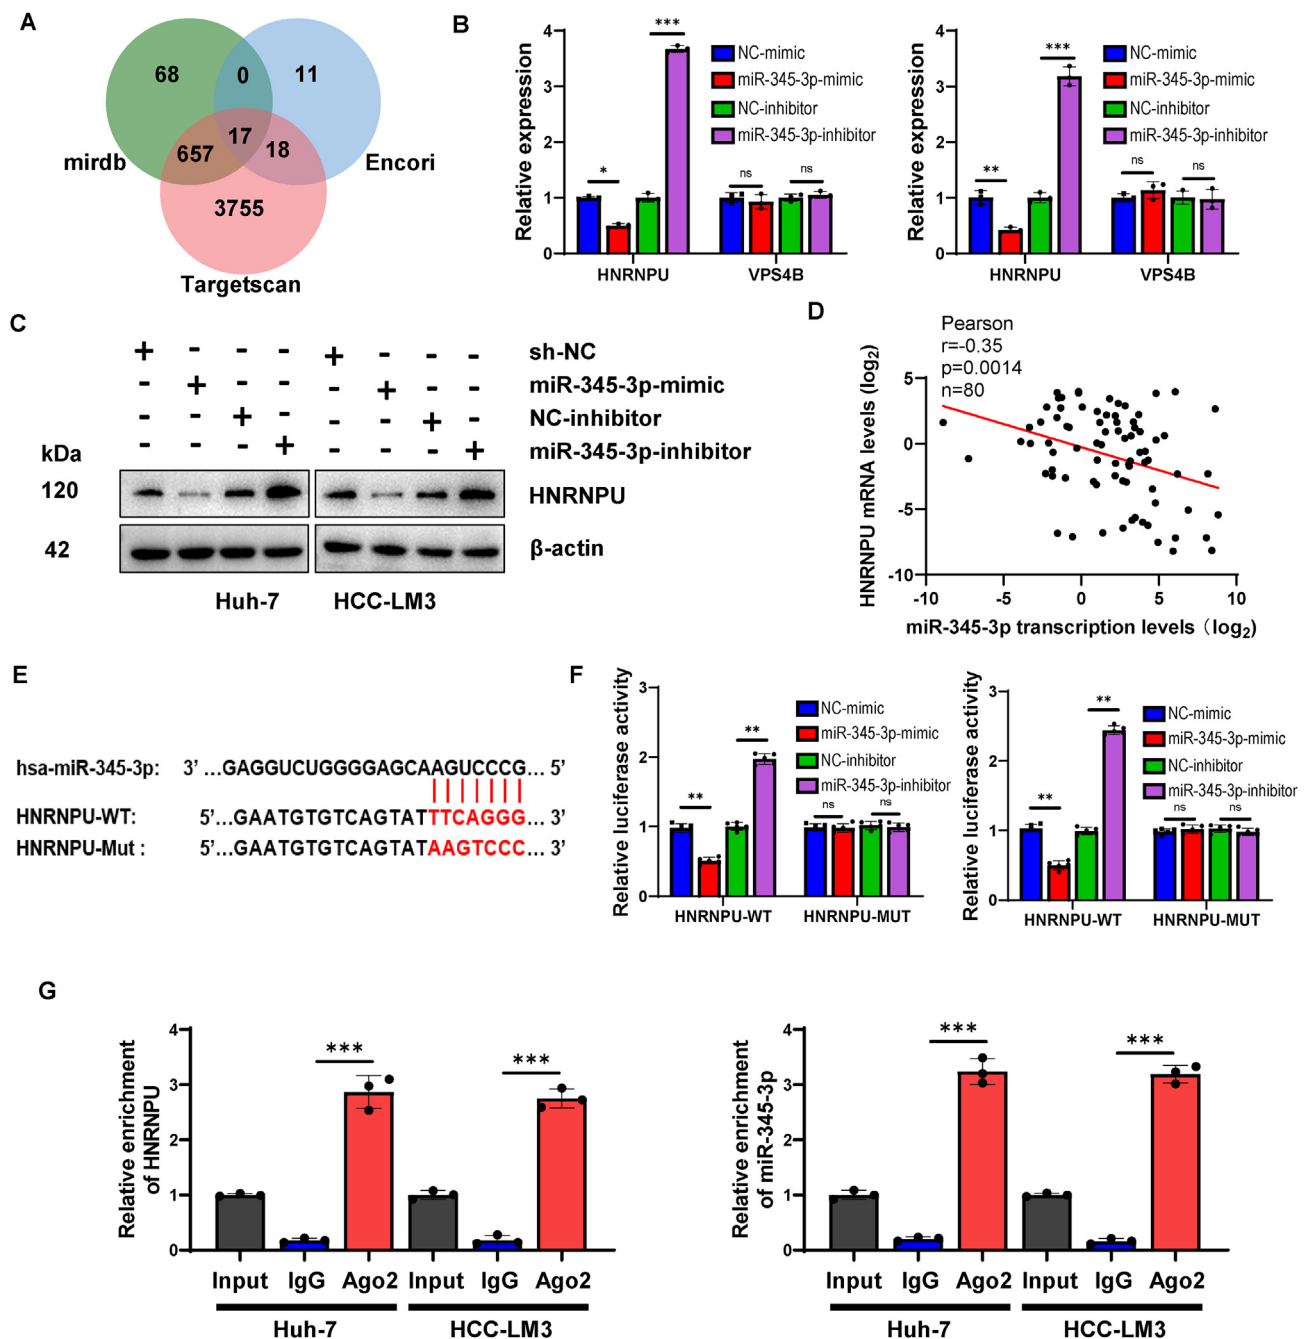 A
68
0
11
17
657
18
mirdb
Encori
3755
Targetscan
B
Relative expression
4
3
2
1
0
***
*
ns
ns
NC-mimic
miR-345-3p-mimic
NC-inhibitor
miR-345-3p-inhibitor
HNRNPU
VPS4B
Relative expression
4
3
2
1
0
***
**
ns
ns
NC-mimic
miR-345-3p-mimic
NC-inhibitor
miR-345-3p-inhibitor
HNRNPU
VPS4B
C
+ - - - + - - - sh-NC
- + - - - + - - miR-345-3p-mimic
- - + - - - + - NC-inhibitor
- - - + - - - + miR-345-3p-inhibitor
kDa
120
HNRNPU
42
β-actin
Huh-7
HCC-LM3
D
Pearson
r=-0.35
p=0.0014
n=80
HNRNPU mRNA levels (log2)
5
0
-5
-10
-10
-5
0
5
10
miR-345-3p transcription levels（log2)
E
hsa-miR-345-3p: 3’ ...GAGGUCUGGGGAGCAAGUCCCG... 5’
HNRNPU-WT: 5’...GAATGTGTCAGTATTTCAGGG... 3’
HNRNPU-Mut : 5’...GAATGTGTCAGTATAAGTCCC... 3’
F
Relative luciferase activity
3
2
1
0
**
**
ns
ns
NC-mimic
miR-345-3p-mimic
NC-inhibitor
miR-345-3p-inhibitor
HNRNPU-WT
HNRNPU-MUT
Relative luciferase activity
3
2
1
0
**
**
ns
ns
NC-mimic
miR-345-3p-mimic
NC-inhibitor
miR-345-3p-inhibitor
HNRNPU-WT
HNRNPU-MUT
G
Relative enrichment
of HNRNPU
4
3
2
1
0
***
***
Input
IgG
Ago2
Input
IgG
Ago2
Huh-7
HCC-LM3
Relative enrichment
of miR-345-3p
4
3
2
1
0
***
***
Input
IgG
Ago2
Input
IgG
Ago2
Huh-7
HCC-LM3